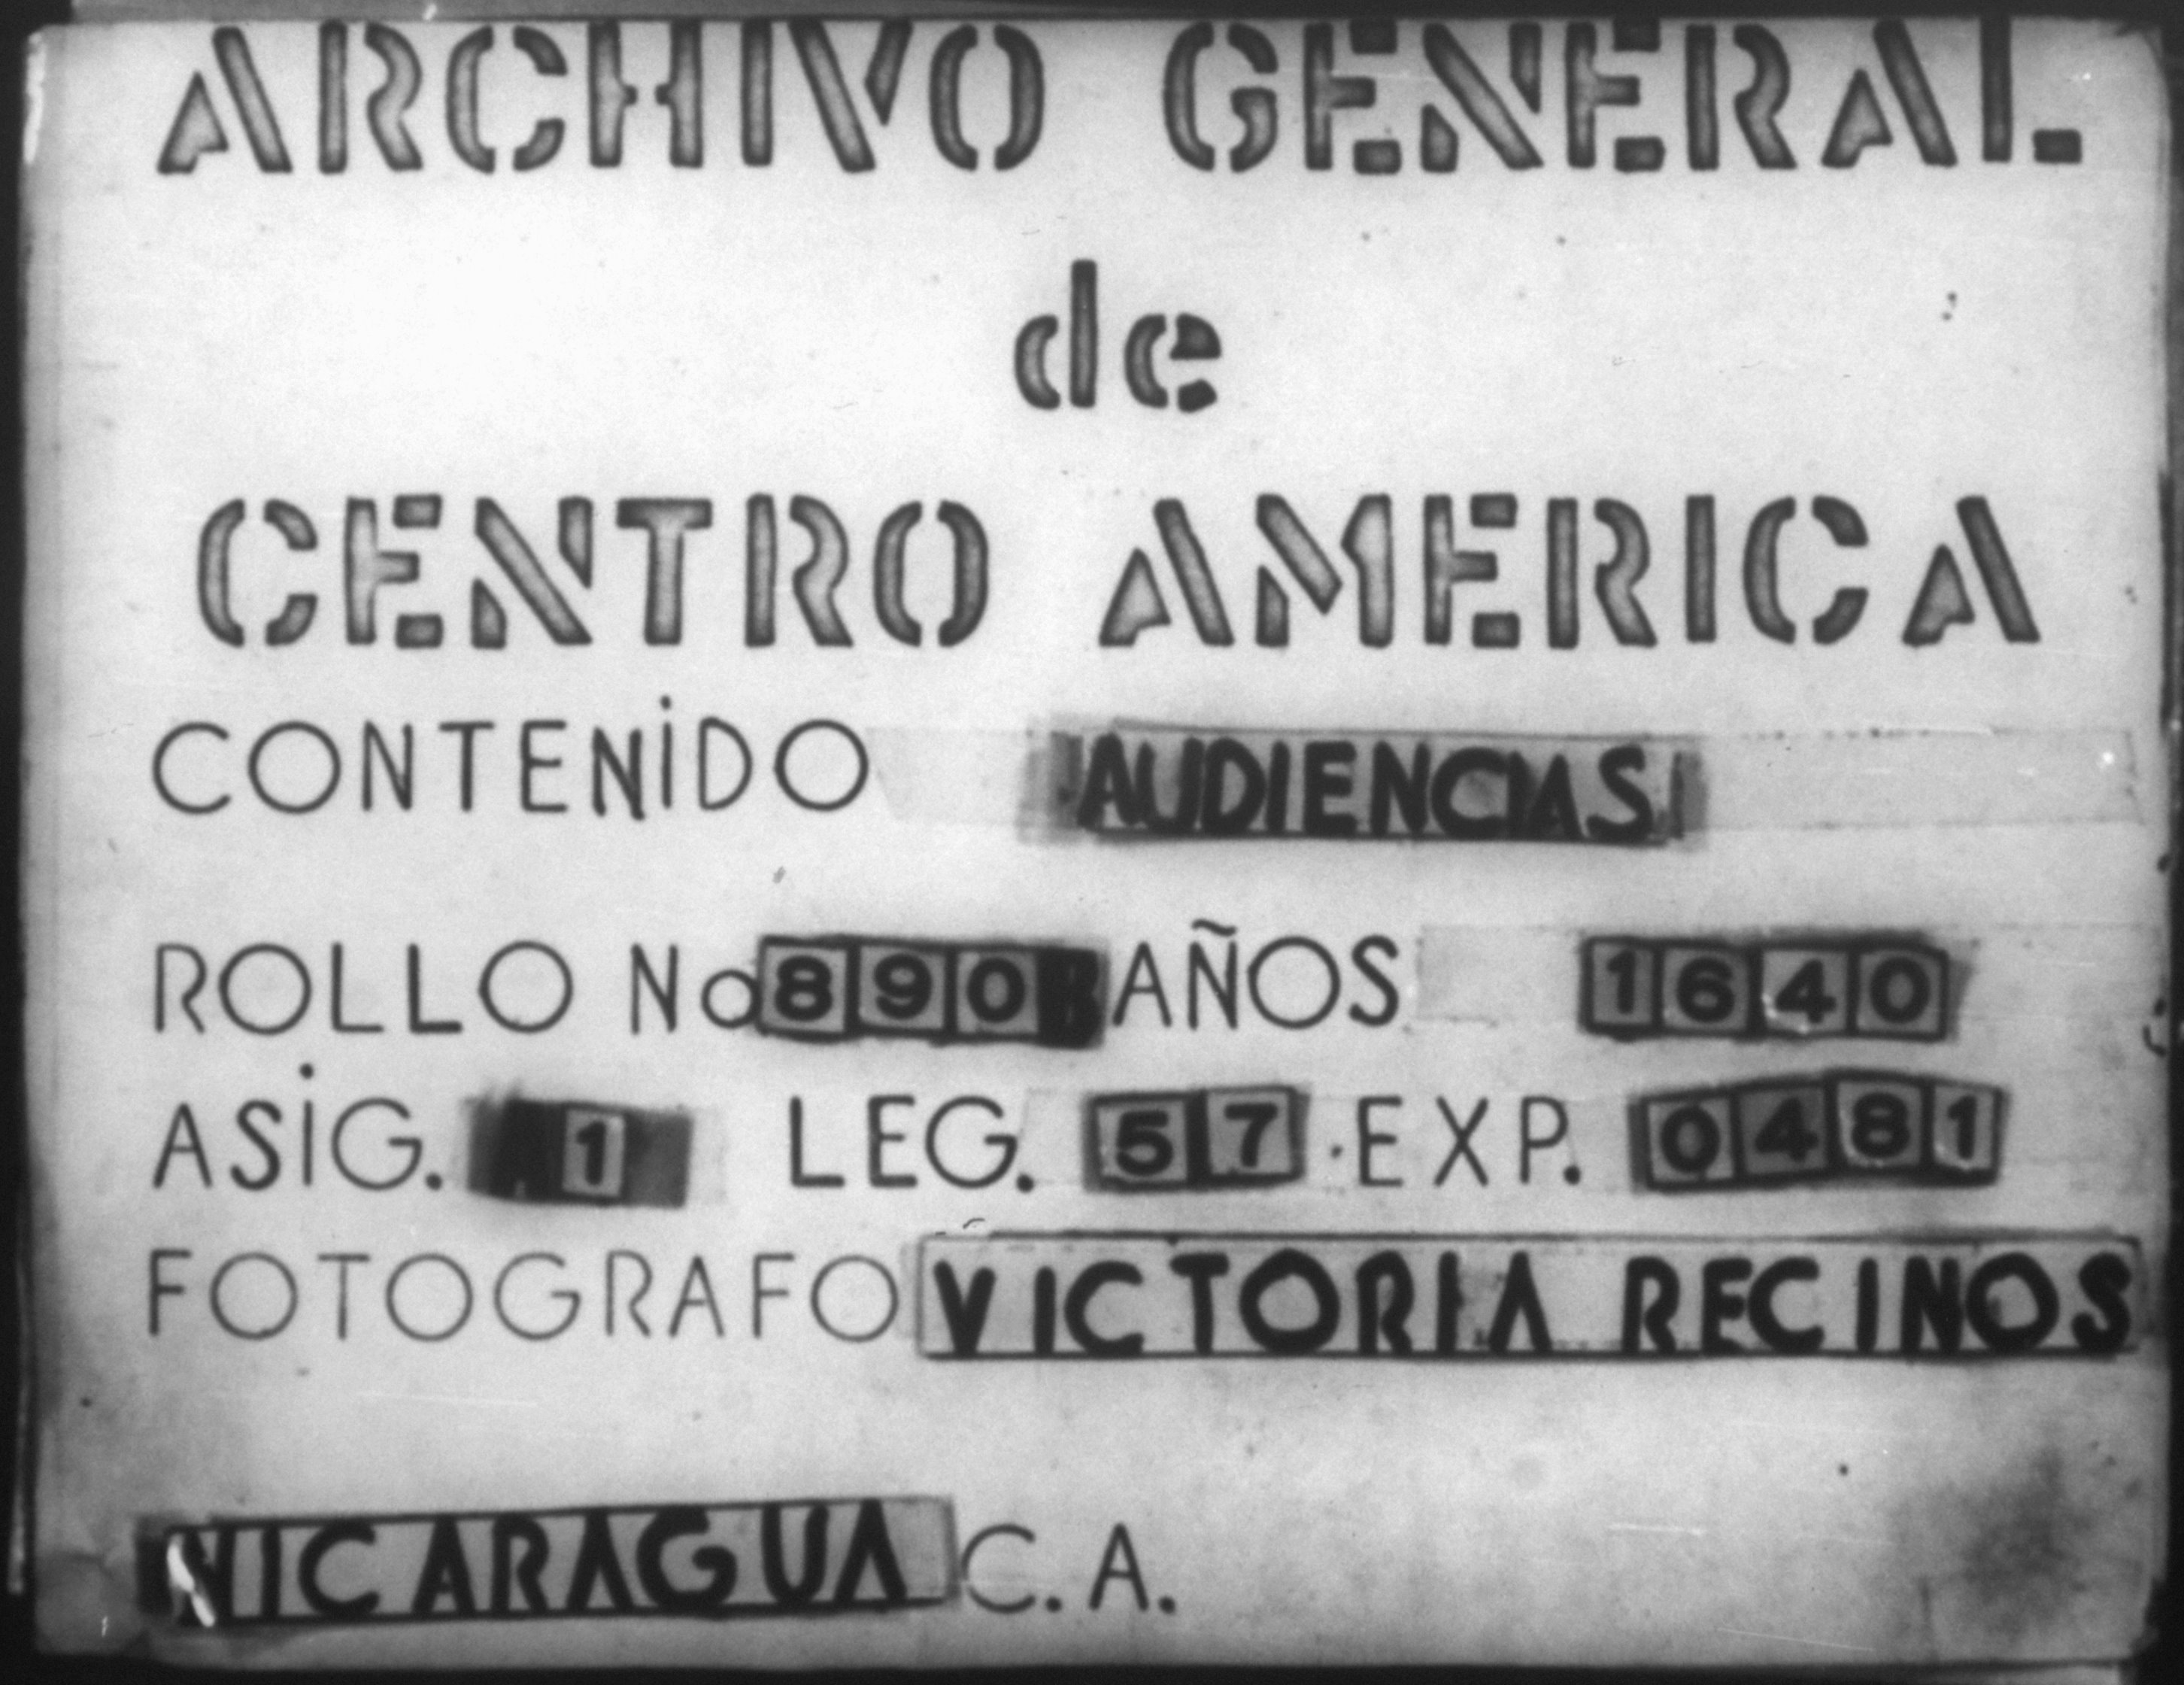 ARCHIVO GENERAL
de
CENTRO AMERICA
CONTENIDO AUDIENCIAS
ROLLO No 890 AÑOS 1640
ASIG. 1 LEG. 57 EXP. 0481
FOTOGRAFO VICTORIA RECINOS
NICARAGUA C.A.